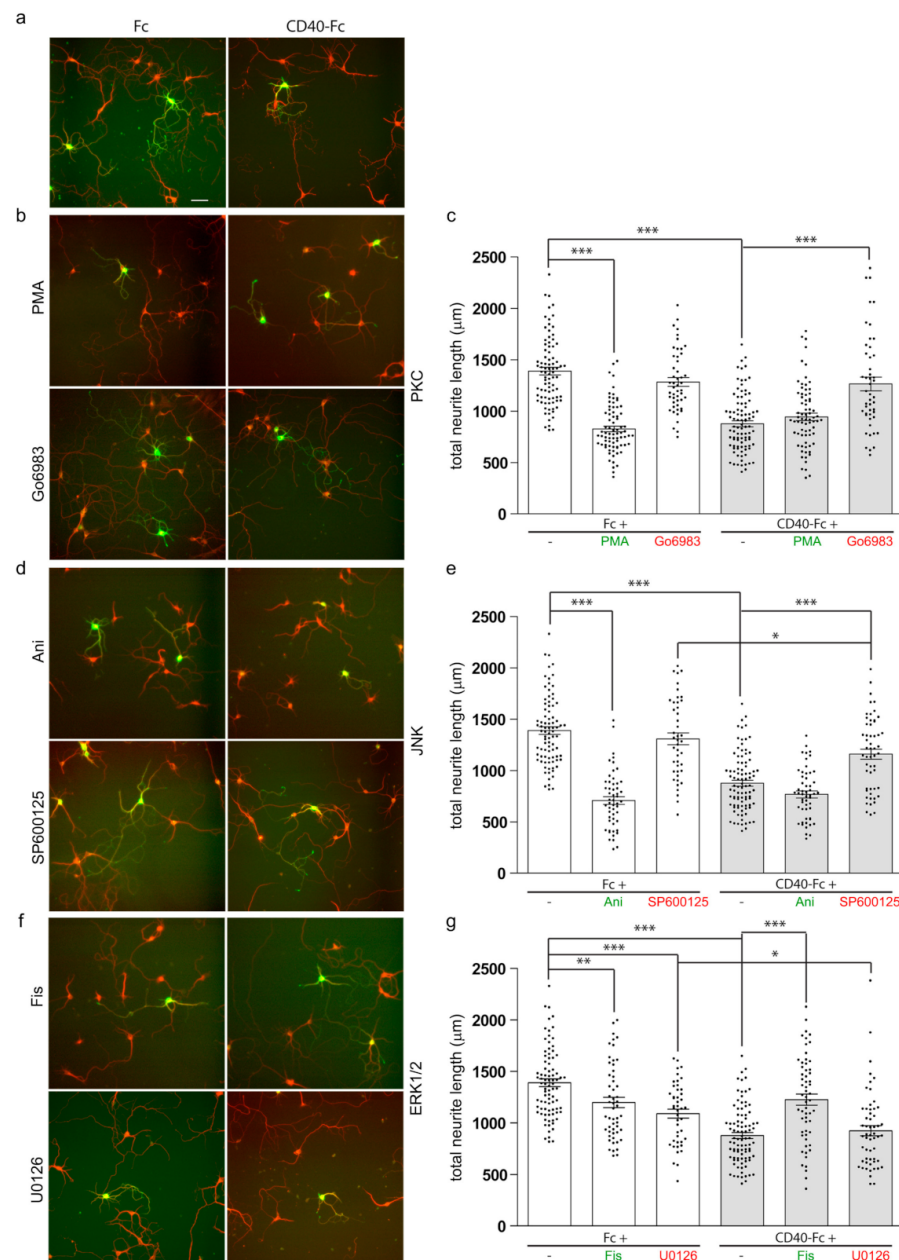 a
Fc CD40-Fc
b
PMA
Go6983
PKC
c
*** *** ***
total neurite length (μm)
2500
2000
1500
1000
500
0
Fc + CD40-Fc +
- PMA Go6983 - PMA Go6983
d
Ani
SP600125
JNK
e
*** *** *** *
total neurite length (μm)
2500
2000
1500
1000
500
0
Fc + CD40-Fc +
- Ani SP600125 - Ani SP600125
f
Fis
U0126
ERK1/2
g
*** *** *** ** *
total neurite length (μm)
2500
2000
1500
1000
500
0
Fc + CD40-Fc +
- Fis U0126 - Fis U0126